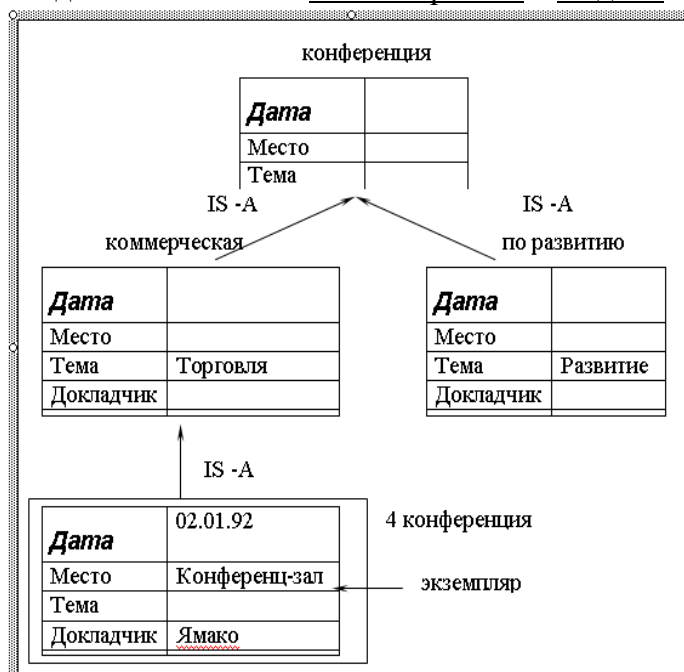 конференция
Дата
Место
Тема
IS -A IS -A
коммерческая по развитию
Дата Дата
Место Место
Тема Торговля Тема Развитие
Докладчик Докладчик
IS -A
02.01.92 4 конференция
Дата
Место Конференц-зал экземпляр
Тема
Докладчик Ямако